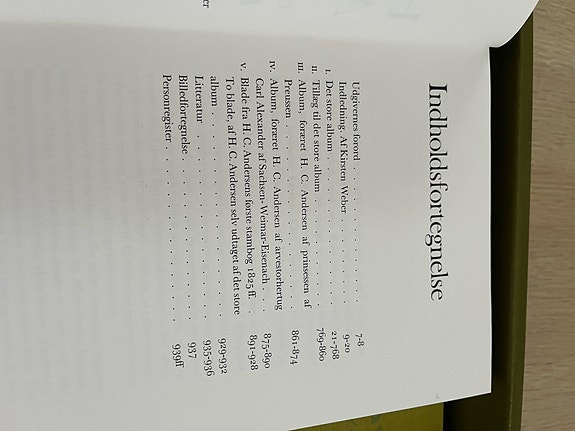 er
Indholdsfortegnelse
Udgivernes forord . . . . . . . . . . . . 7-8
Indledning. Af Kirsten Weber . . . . . . . . 9-20
I. Det store album . . . . . . . . . . . . 21-768
II. Tillæg til det store album . . . . . . . . 769-860
III. Album, foræret H. C. Andersen af prinsessen af
Preussen . . . . . . . . . . . . 861-874
IV. Album, foræret H. C. Andersen af arvestorhertug
Carl Alexander af Sachsen-Weimar-Eisenach . . 875-890
V. Blade fra H. C. Andersens første stambog 1825 ff. . 891-928
To blade, af H. C. Andersen selv udtaget af det store
album . . . . . . . . . . . . 929-932
Litteratur . . . . . . . . . . . . 935-936
Billedfortegnelse . . . . . . . . . . . . 937
Personregister . . . . . . . . . . . . 939ff